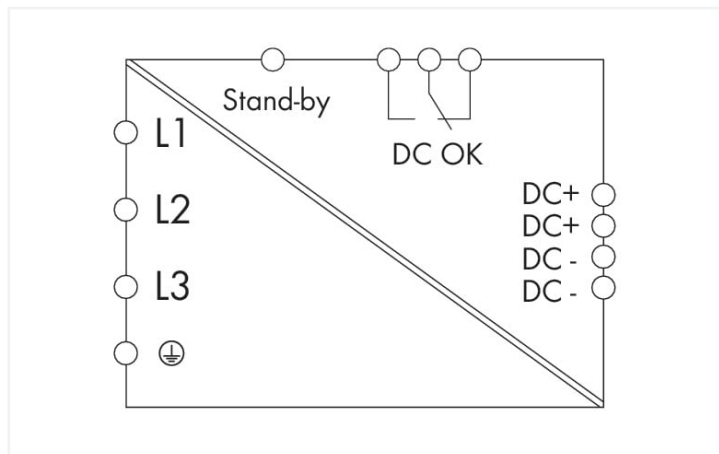 Stand-by
DC OK
L1
L2
L3
DC+
DC+
DC -
DC -